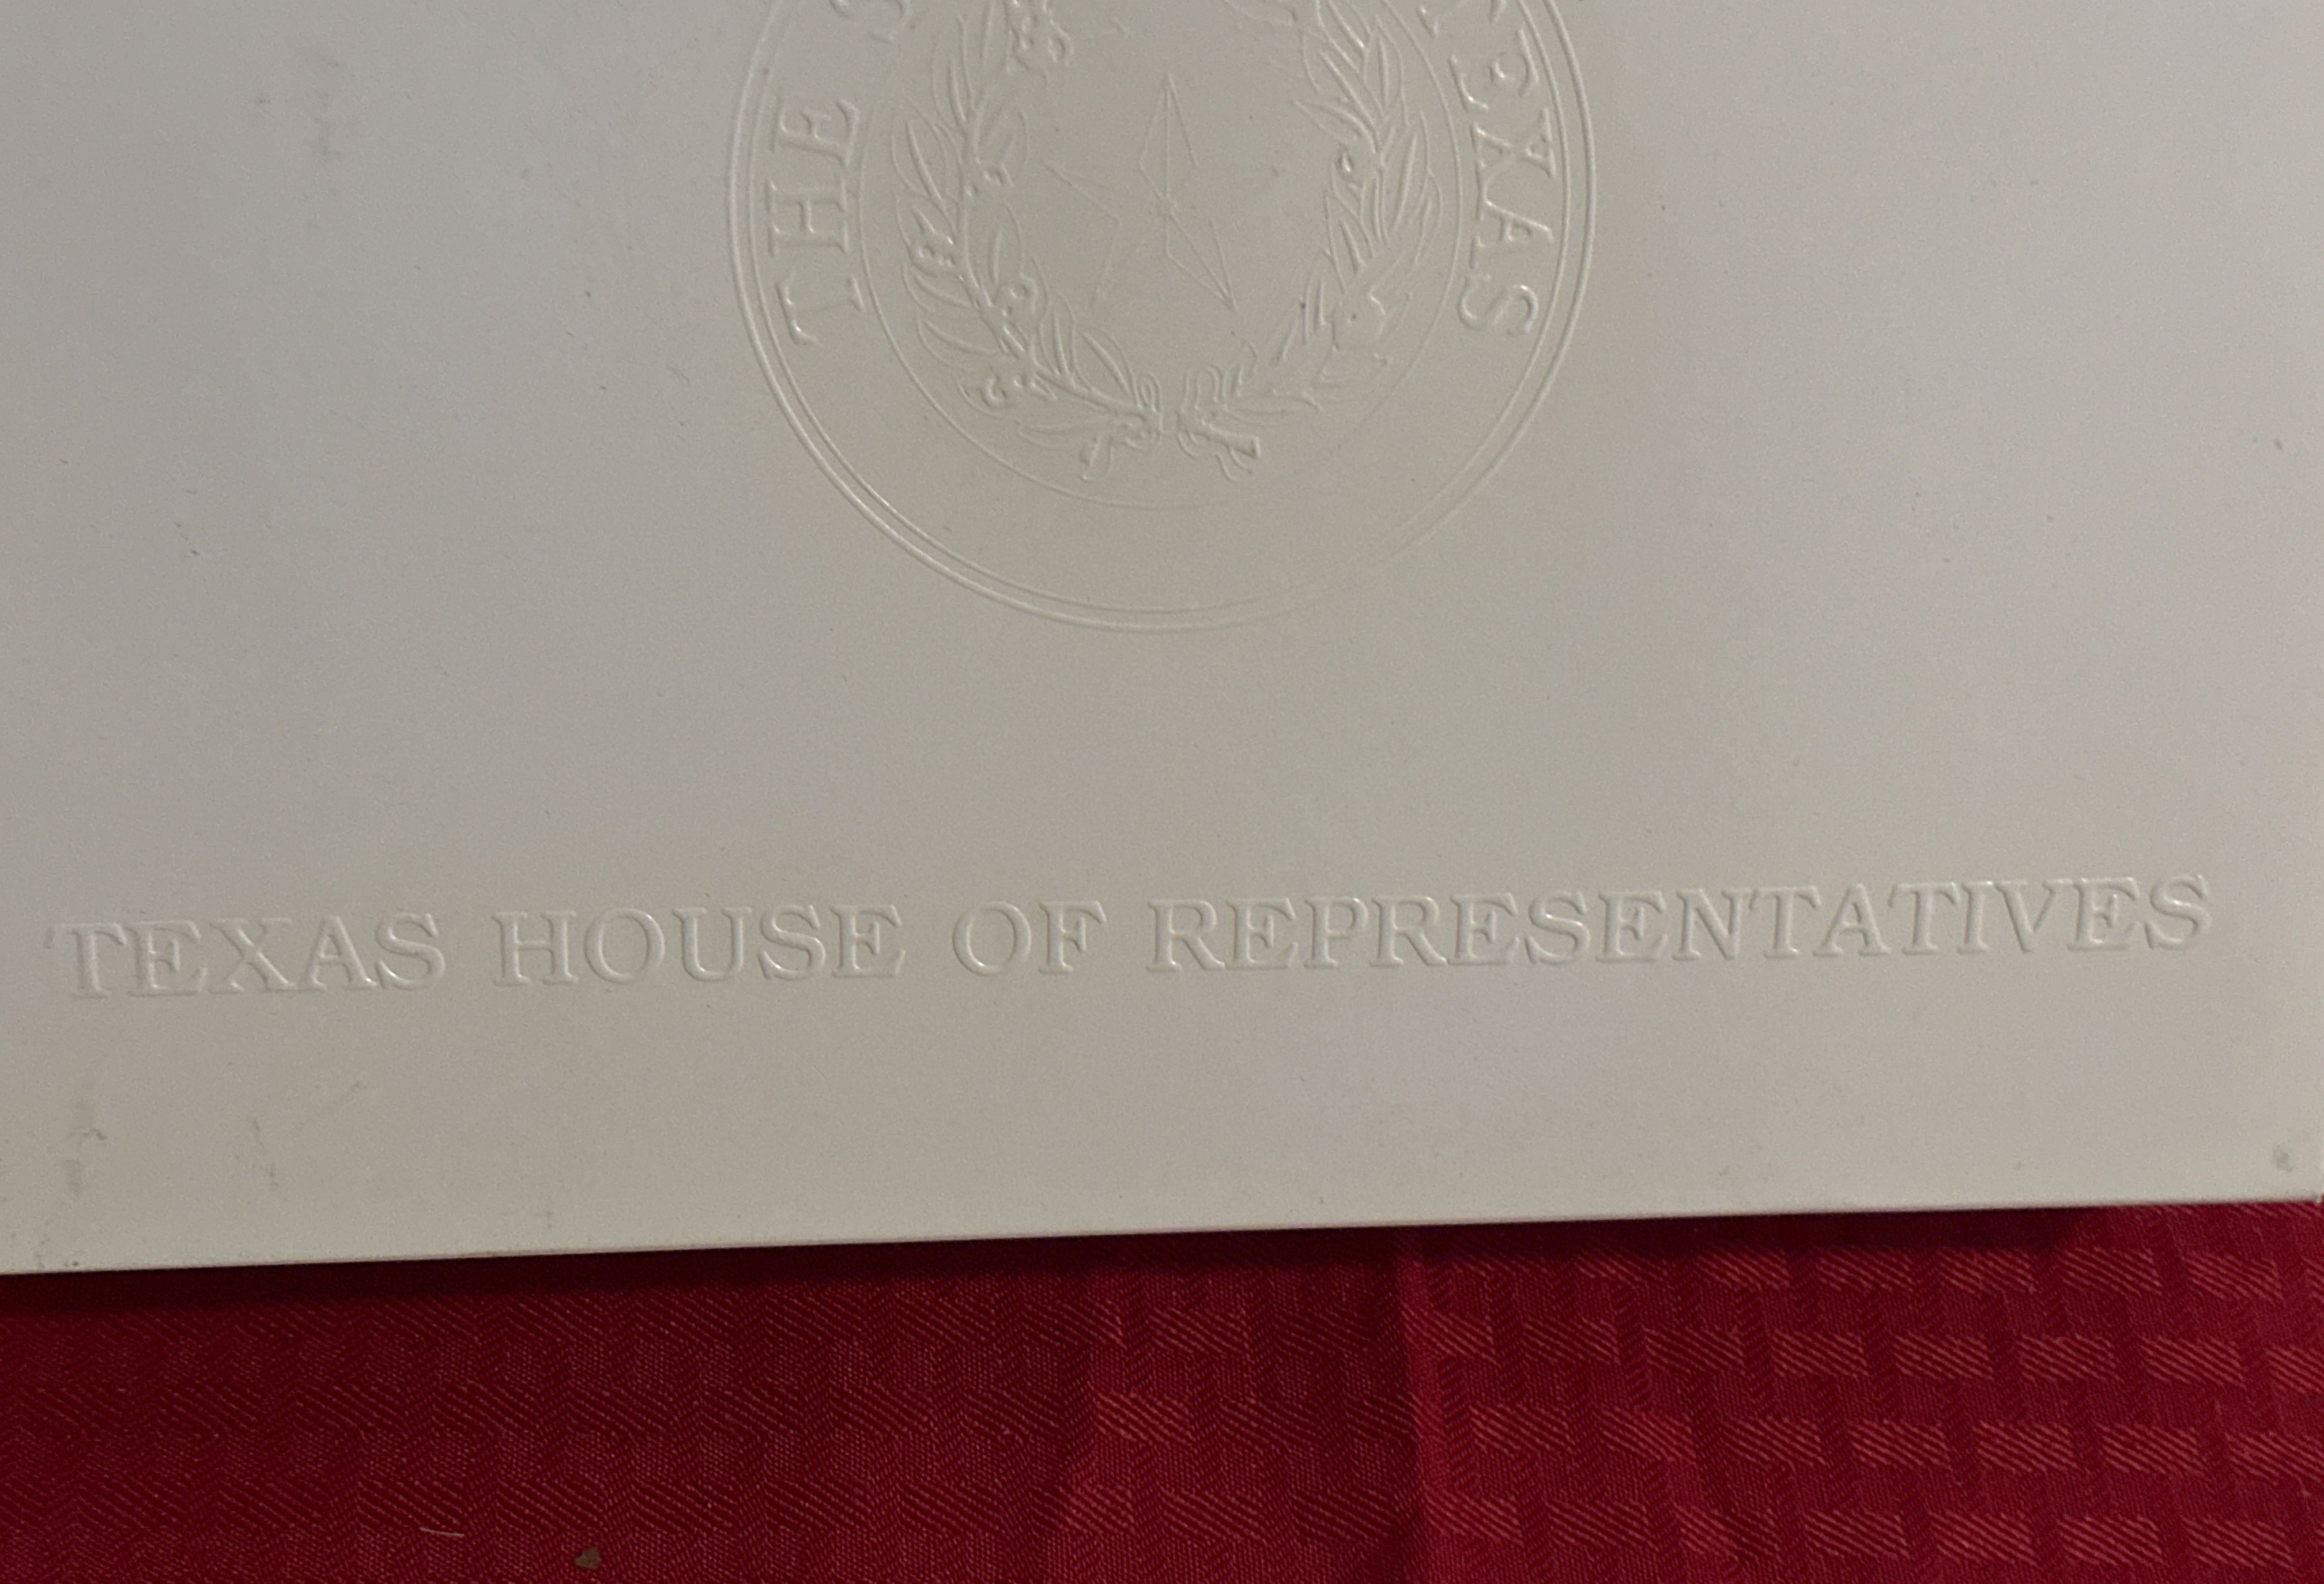 THE S
TEXAS
TEXAS HOUSE OF REPRESENTATIVES